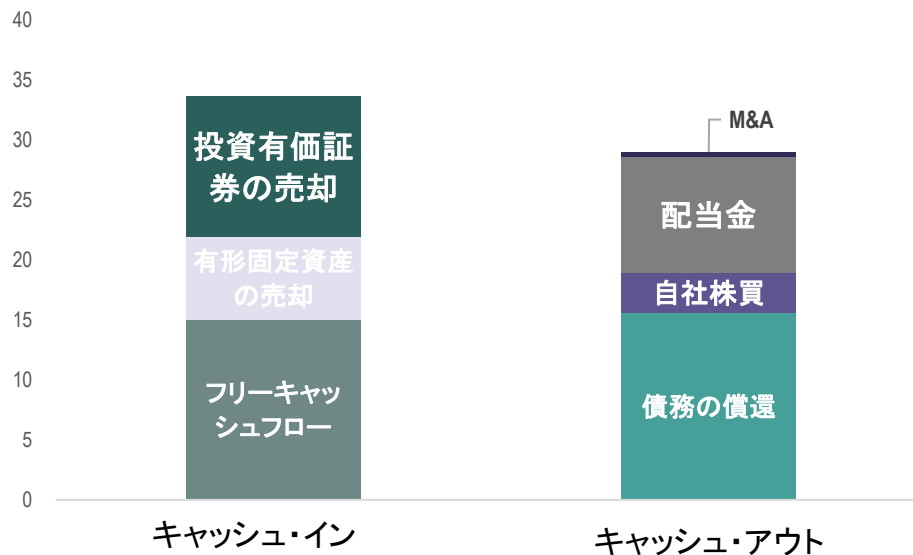 40
35
30
25
20
15
10
5
0
投資有価証
券の売却
有形固定資産
の売却
フリーキャッ
シュフロー
キャッシュ・イン
M&A
配当金
自社株買
債務の償還
キャッシュ・アウト